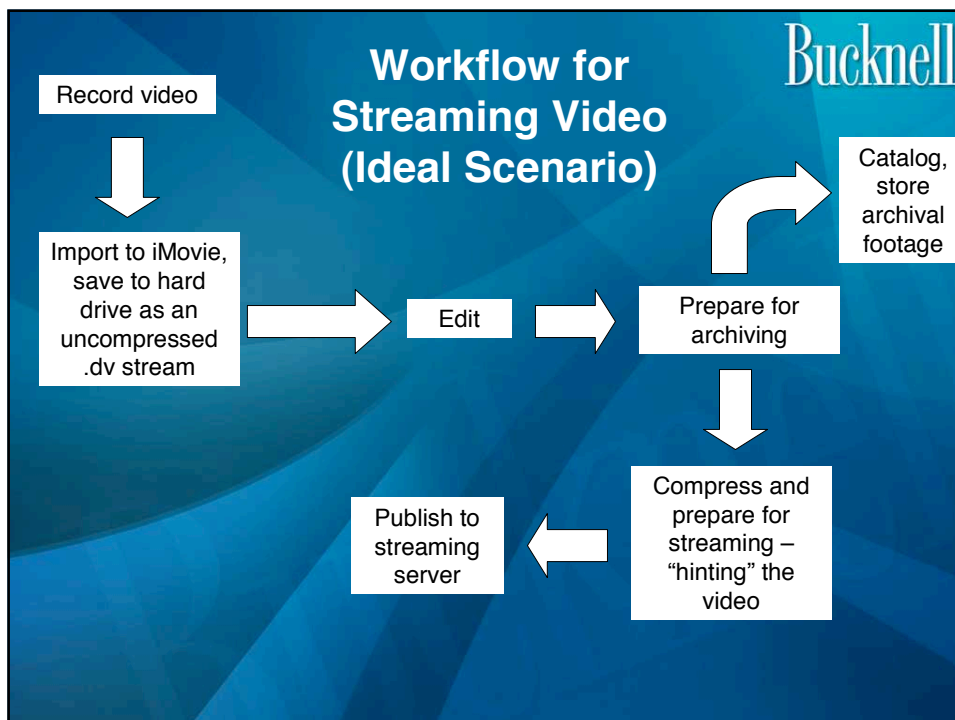 Bucknell
Workflow for
Streaming Video
(Ideal Scenario)
Record video
Import to iMovie,
save to hard
drive as an
uncompressed
.dv stream
Edit
Prepare for
archiving
Catalog,
store
archival
footage
Compress and
prepare for
streaming –
“hinting” the
video
Publish to
streaming
server